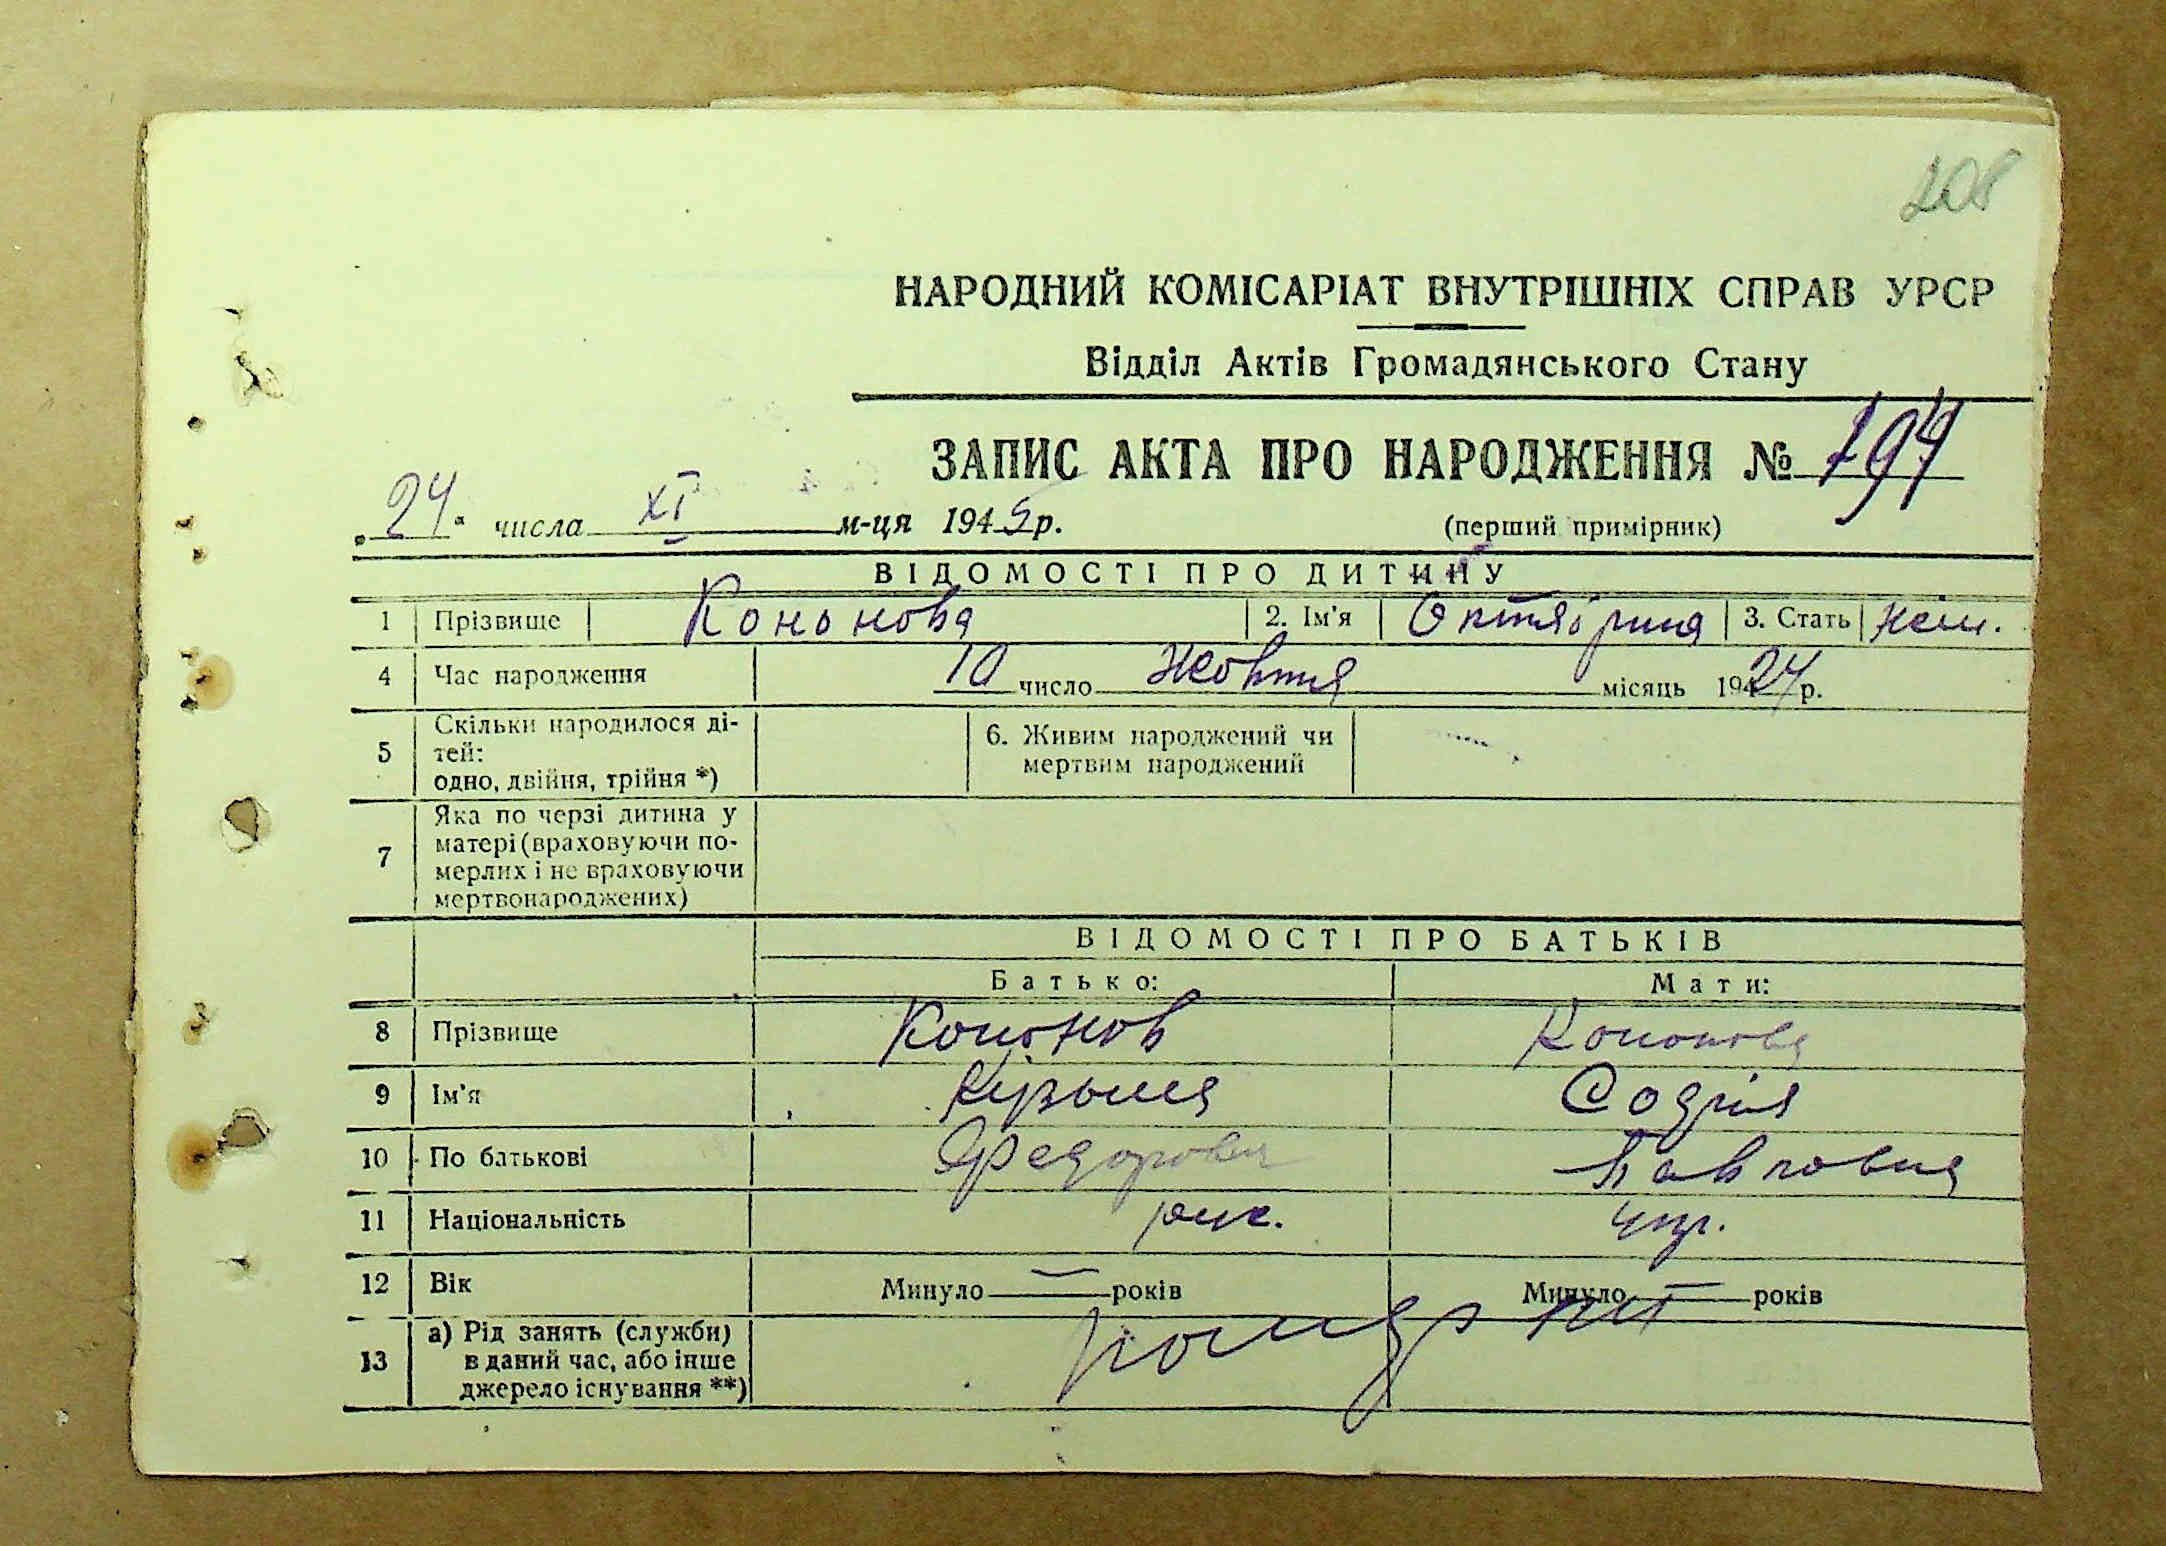 208
НАРОДНИЙ КОМІСАРІАТ ВНУТРІШНІХ СПРАВ УРСР
Відділ Актів Громадянського Стану
ЗАПИС АКТА ПРО НАРОДЖЕННЯ № 194
„24“ числа XI м-ця 1945 р.
(перший примірник)
ВІДОМОСТІ ПРО ДИТИНУ
1 Прізвище Кононова 2. Ім'я Октябрина 3. Стать жін.
4 Час народження 10 число Жовтня місяць 1924 р.
5 Скільки народилося ді-
тей:
одно, двійня, трійня *)
6. Живим народжений чи
мертвим народжений
7 Яка по черзі дитина у
матері (враховуючи по-
мерлих і не враховуючи
мертвонароджених)
ВІДОМОСТІ ПРО БАТЬКІВ
Батько: Мати:
8 Прізвище Кононов Кононова
9 Ім'я Кузьма Софія
10 По батькові Федорович Павловна
11 Національність укр.
12 Вік Минуло — років Минуло — років
13 а) Рід занять (служби)
в даний час, або інше
джерело існування **)